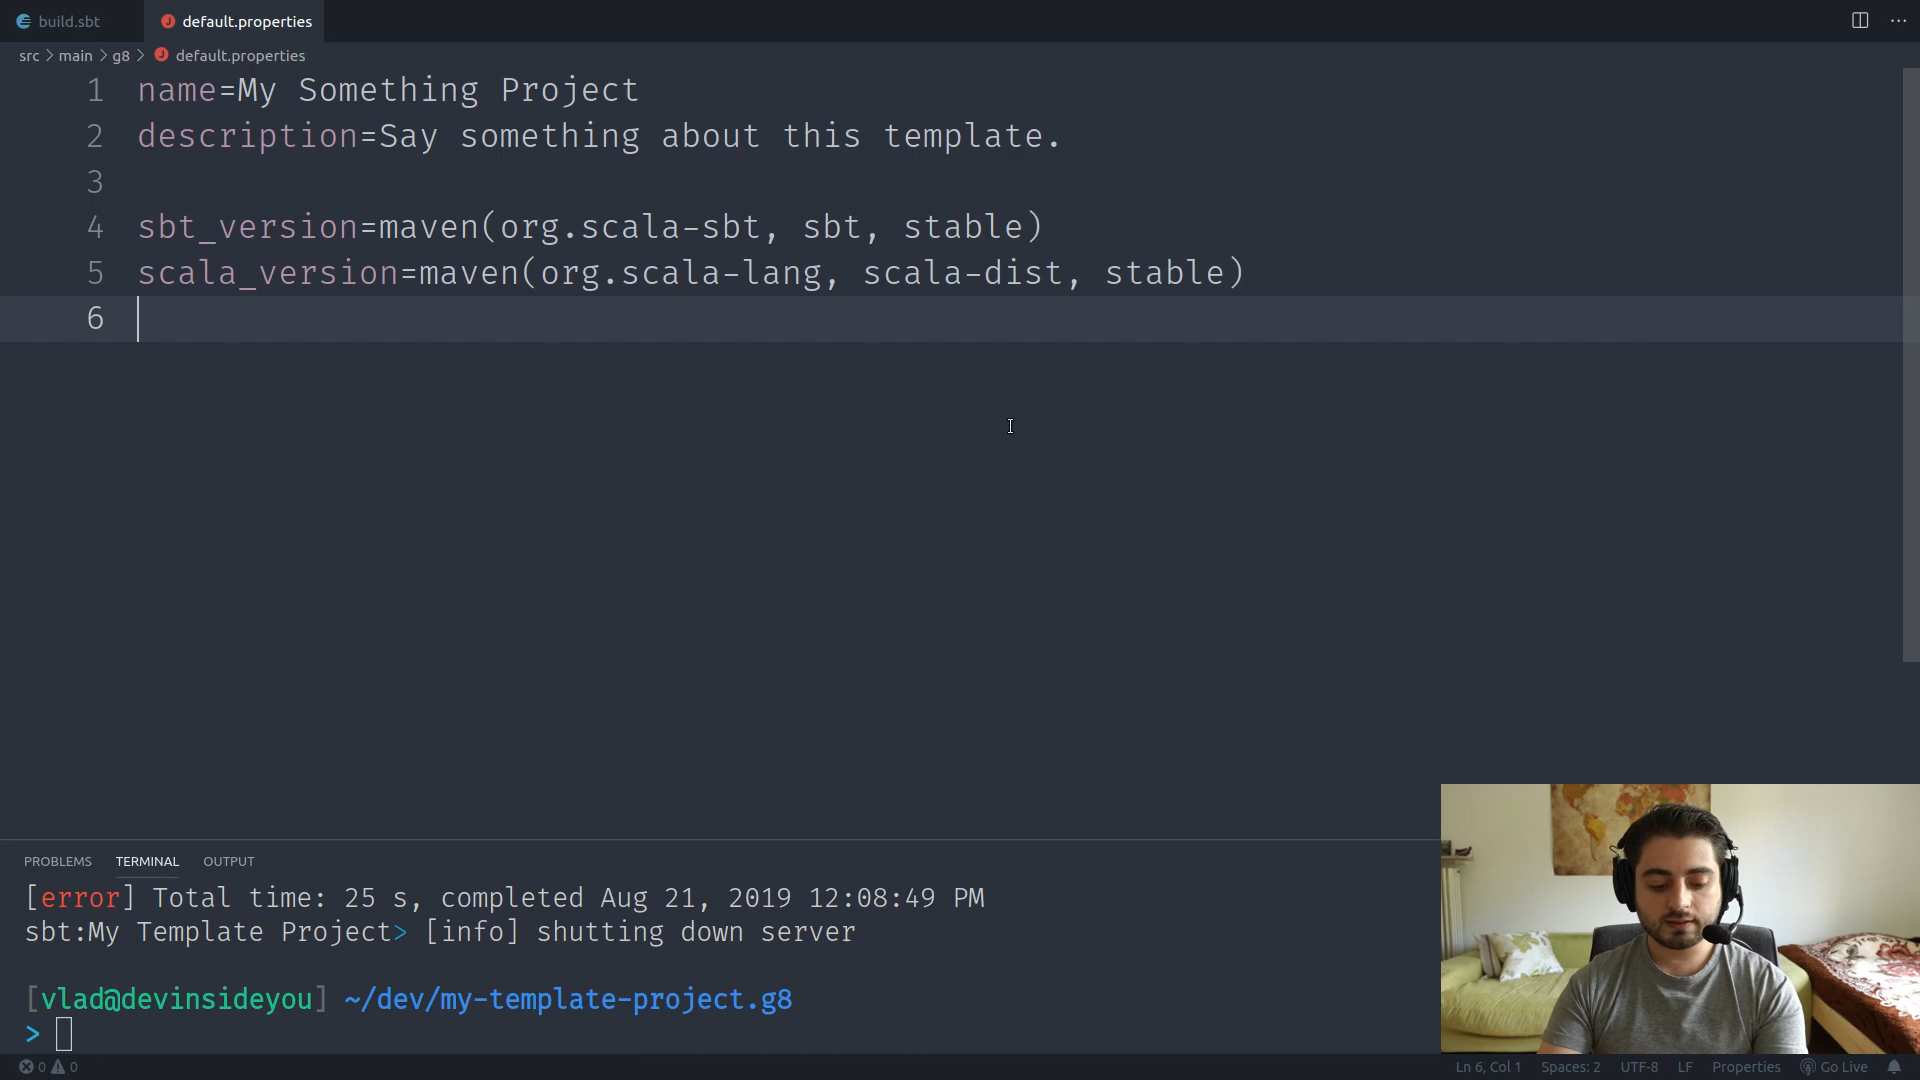 build.sbt
default.properties
src > main > g8 > default.properties
1 name=My Something Project
2 description=Say something about this template.
3
4 sbt_version=maven(org.scala-sbt, sbt, stable)
5 scala_version=maven(org.scala-lang, scala-dist, stable)
6
PROBLEMS TERMINAL OUTPUT
[error] Total time: 25 s, completed Aug 21, 2019 12:08:49 PM
sbt:My Template Project> [info] shutting down server
[vlad@devinsideyou] ~/dev/my-template-project.g8
>
0 0 Ln 6, Col 1 Spaces: 2 UTF-8 LF Properties Go Live